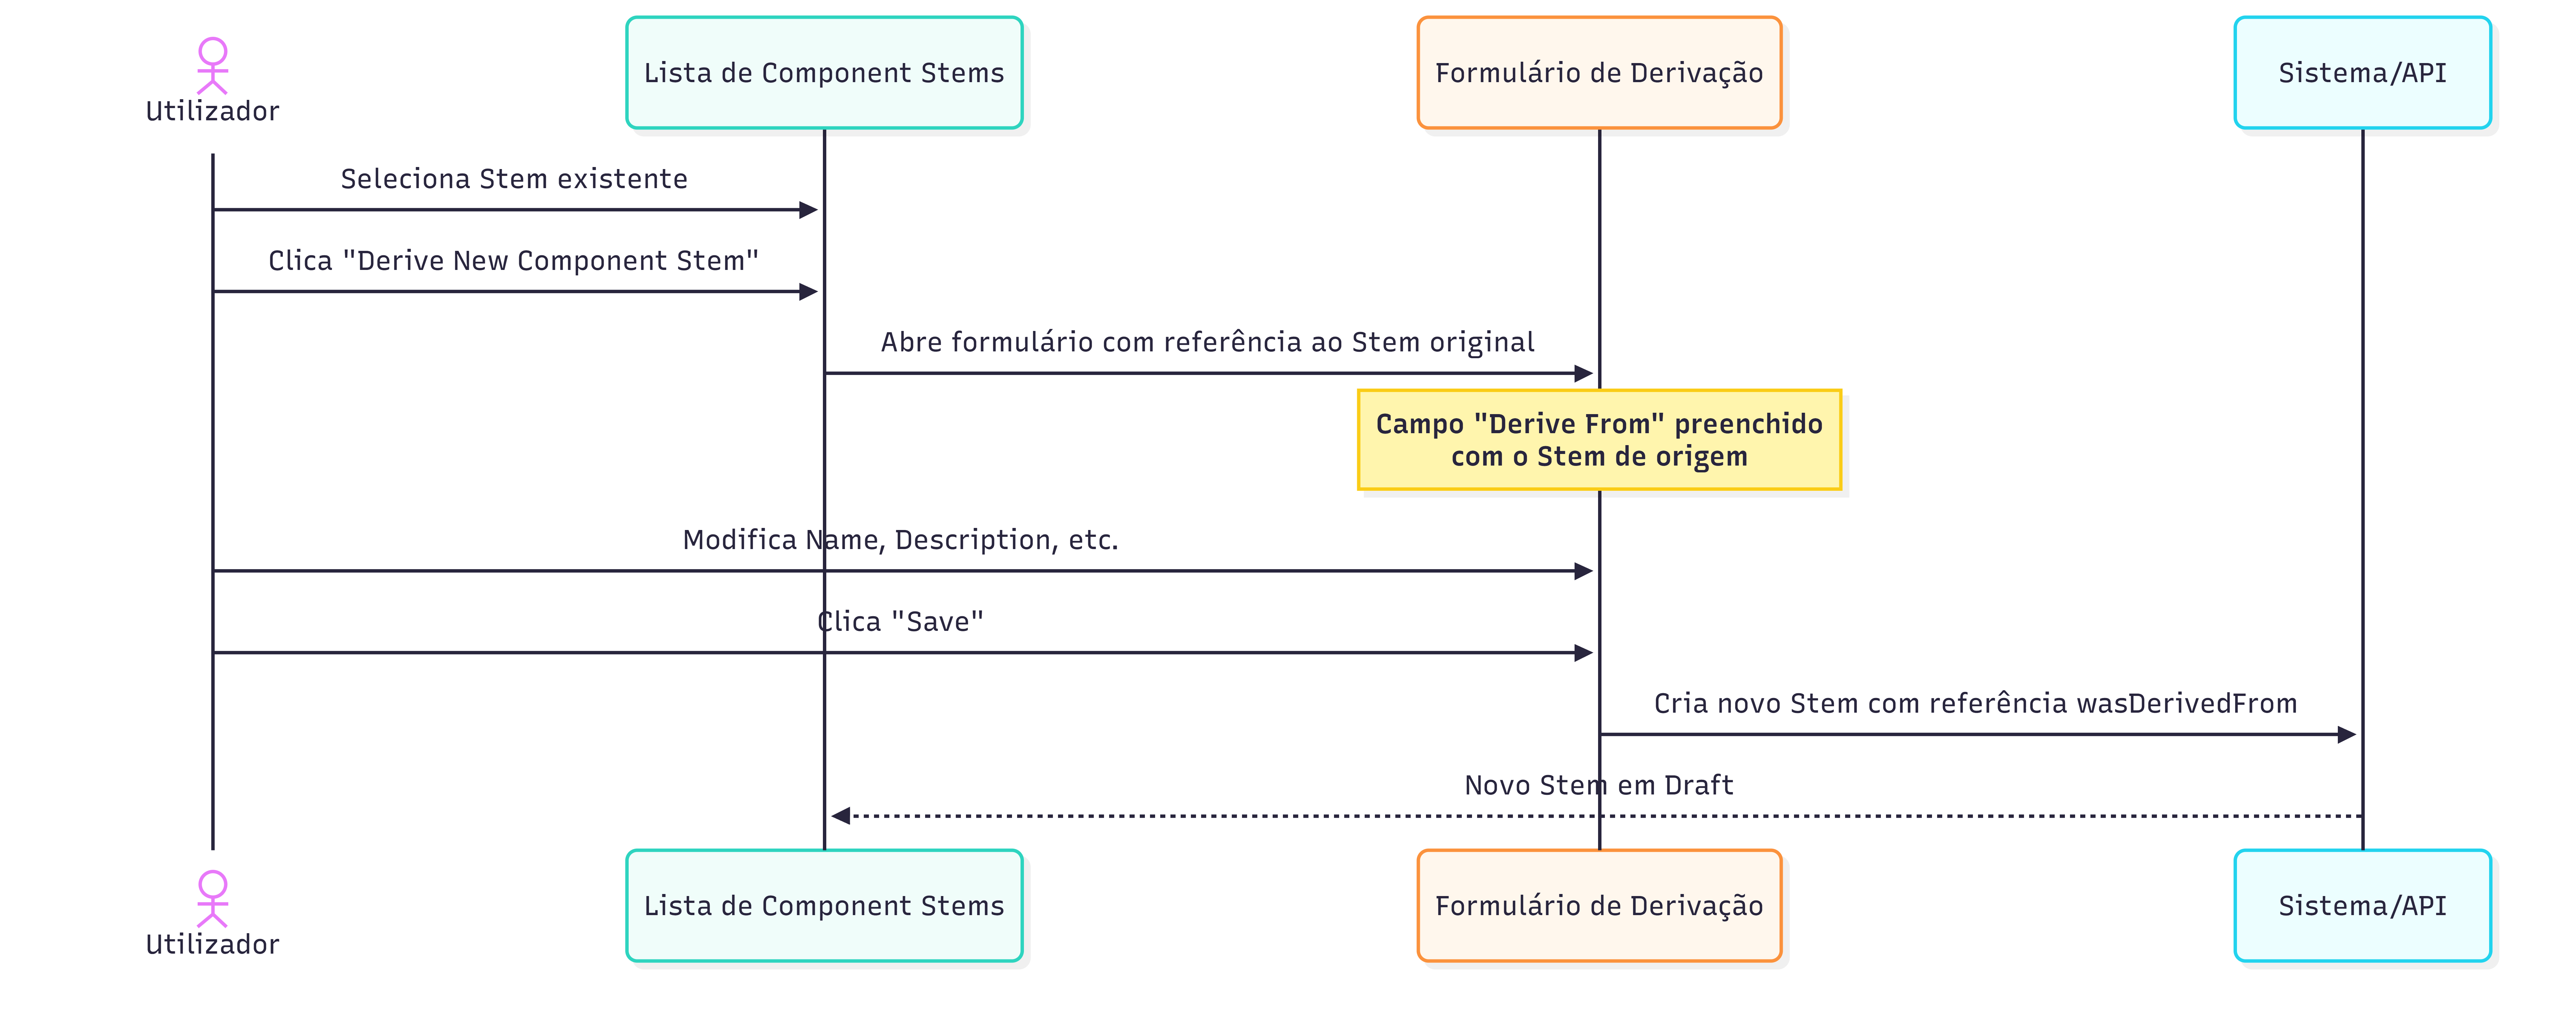 Utilizador
Lista de Component Stems
Formulário de Derivação
Sistema/API
Seleciona Stem existente
Clica "Derive New Component Stem"
Abre formulário com referência ao Stem original
Campo "Derive From" preenchido
com o Stem de origem
Modifica Name, Description, etc.
Clica "Save"
Cria novo Stem com referência wasDerivedFrom
Novo Stem em Draft
Utilizador
Lista de Component Stems
Formulário de Derivação
Sistema/API